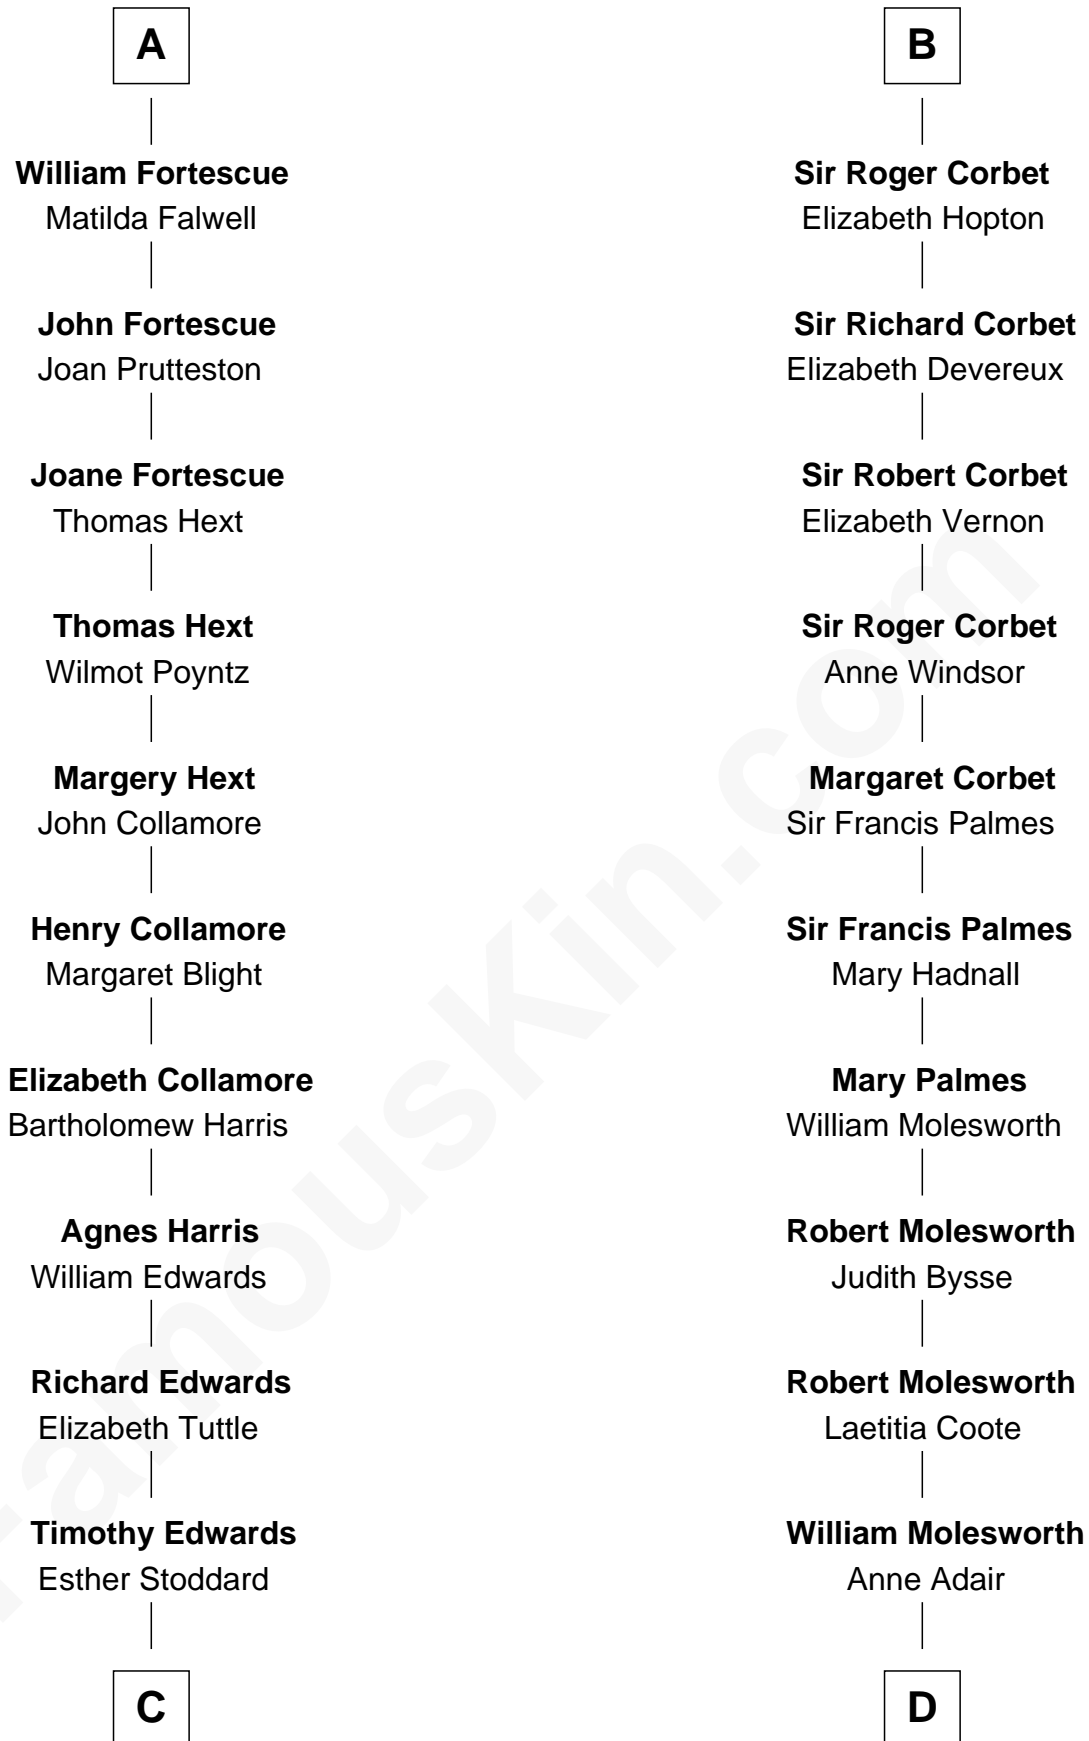 A
William Fortescue
Matilda Falwell
John Fortescue
Joan Prutteston
Joane Fortescue
Thomas Hext
Thomas Hext
Wilmot Poyntz
Margery Hext
John Collamore
Henry Collamore
Margaret Blight
Elizabeth Collamore
Bartholomew Harris
Agnes Harris
William Edwards
Richard Edwards
Elizabeth Tuttle
Timothy Edwards
Esther Stoddard
C
B
Sir Roger Corbet
Elizabeth Hopton
Sir Richard Corbet
Elizabeth Devereux
Sir Robert Corbet
Elizabeth Vernon
Sir Roger Corbet
Anne Windsor
Margaret Corbet
Sir Francis Palmes
Sir Francis Palmes
Mary Hadnall
Mary Palmes
William Molesworth
Robert Molesworth
Judith Bysse
Robert Molesworth
Laetitia Coote
William Molesworth
Anne Adair
D
FamousKin.com